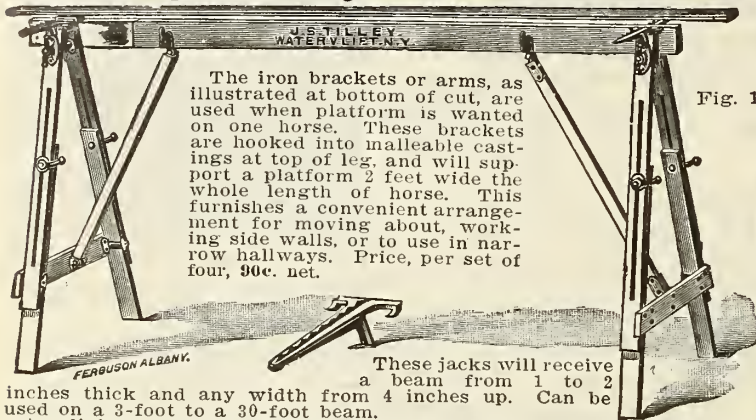 J.S. TILLEY.
WATERVLIET-N.Y.
The iron brackets or arms, as
illustrated at bottom of cut, are
used when platform is wanted
on one horse. These brackets
are hooked into malleable cast-
ings at top of leg, and will sup-
port a platform 2 feet wide the
whole length of horse. This
furnishes a convenient arrange-
ment for moving about, work-
ing side walls, or to use in nar-
row hallways. Price, per set of
four, 90c. net.
Fig. 1
FERGUSON ALBANY.
These jacks will receive
a beam from 1 to 2
inches thick and any width from 4 inches up. Can be
used on a 3-foot to a 30-foot beam.